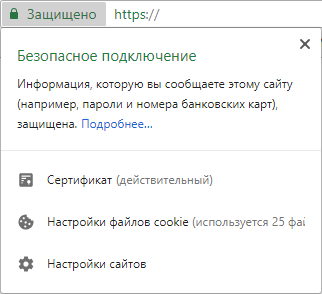 Защищено https://
Безопасное подключение
Информация, которую вы сообщаете этому сайту
(например, пароли и номера банковских карт),
защищена. Подробнее...
Сертификат (действительный)
Настройки файлов cookie (используется 25 фай
Настройки сайтов